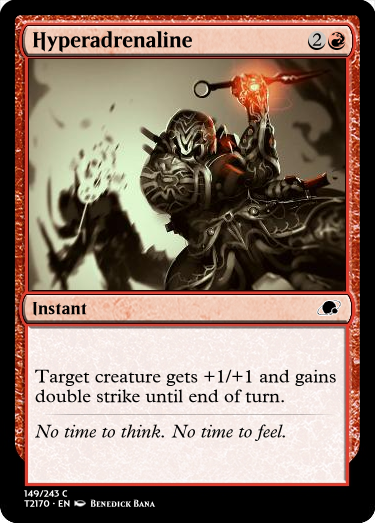 Hyperadrenaline 2
Instant
Target creature gets +1/+1 and gains
double strike until end of turn.
No time to think. No time to feel.
149/243 C
T2170 · EN BENEDICK BANA